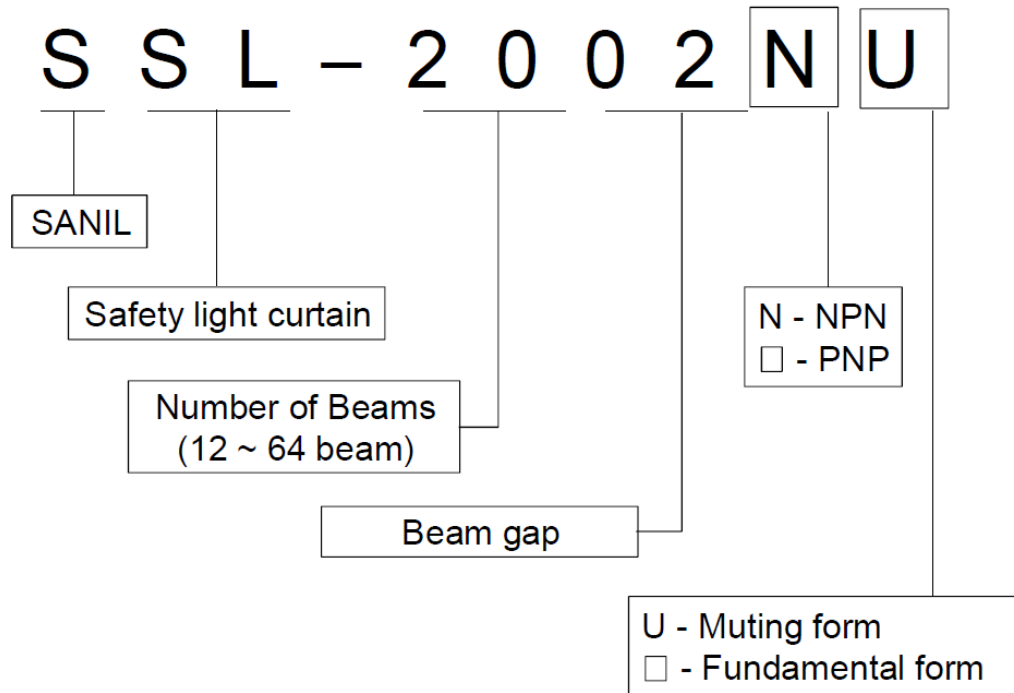 S S L – 2 0 0 2 N U
SANIL
Safety light curtain
N - NPN
□ - PNP
Number of Beams
(12 ~ 64 beam)
Beam gap
U - Muting form
□ - Fundamental form